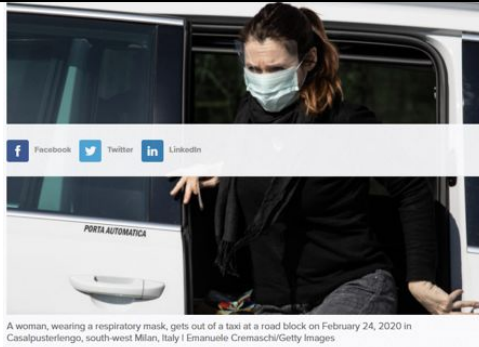 Facebook Twitter LinkedIn
PORTA AUTOMATICA
A woman, wearing a respiratory mask, gets out of a taxi at a road block on February 24, 2020 in
Casalpusterlengo, south-west Milan, Italy | Emanuele Cremaschi/Getty Images